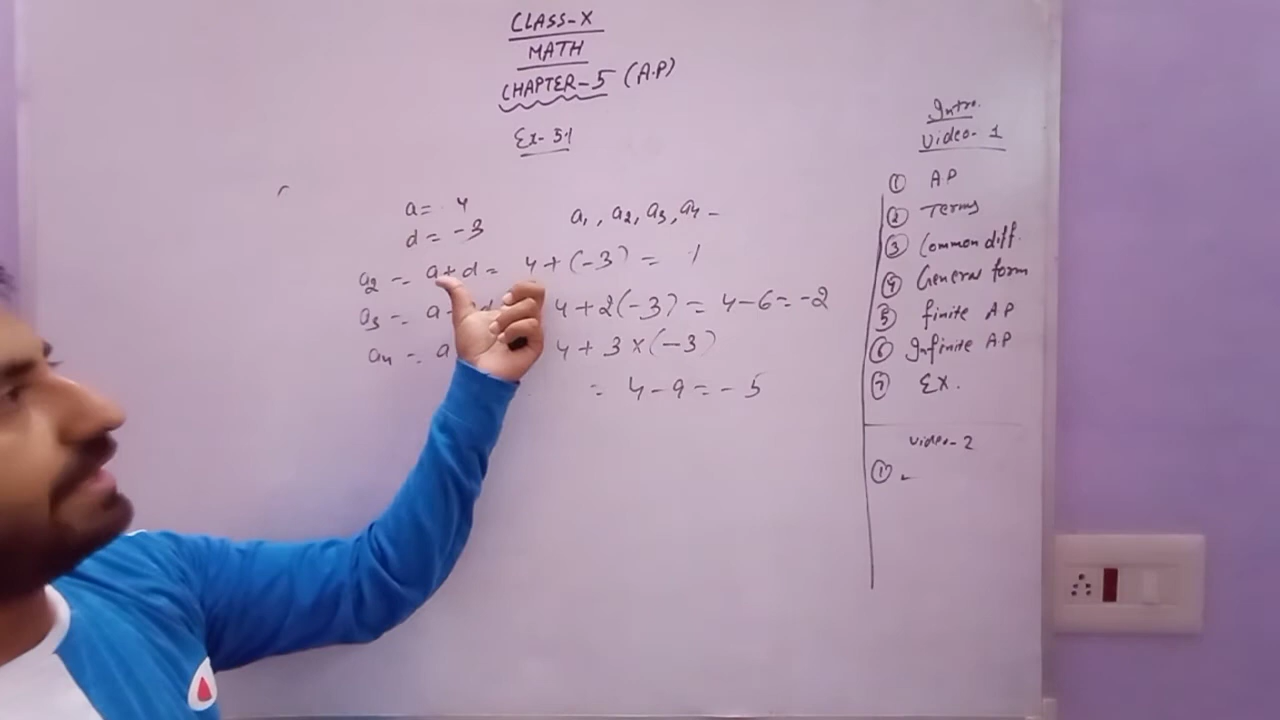 CLASS-X
MATH
CHAPTER-5 (A.P)
Ex-5.1
a = 4
d = -3
a1, a2, a3, a4 -
a2 = a+d = 4+(-3) = 1
a3 = a 4+2(-3) = 4-6 = -2
a4 = a 4+3×(-3)
= 4-9 = -5
Intro.
Video-1
① AP
② Terms
③ Common diff.
④ General form
⑤ finite AP
⑥ Infinite AP
⑦ EX.
Video-2
①